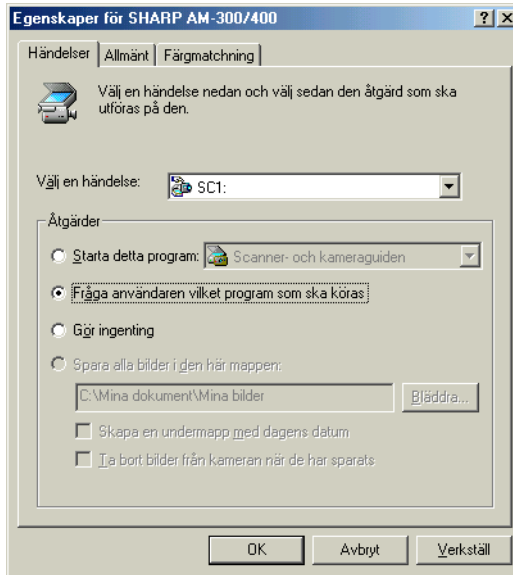 Egenskaper för SHARP AM-300/400
Händelser
Allmänt
Färgmatchning
Välj en händelse nedan och välj sedan den åtgärd som ska
utföras på den.
Välj en händelse:
SC1:
Åtgärder
Starta detta program:
Scanner- och kameraguiden
Fråga användaren vilket program som ska köras
Gör ingenting
Spara alla bilder i den här mappen:
C:\Mina dokument\Mina bilder
Bläddra...
Skapa en undermapp med dagens datum
Ta bort bilder från kameran när de har sparats
OK
Avbryt
Verkställ